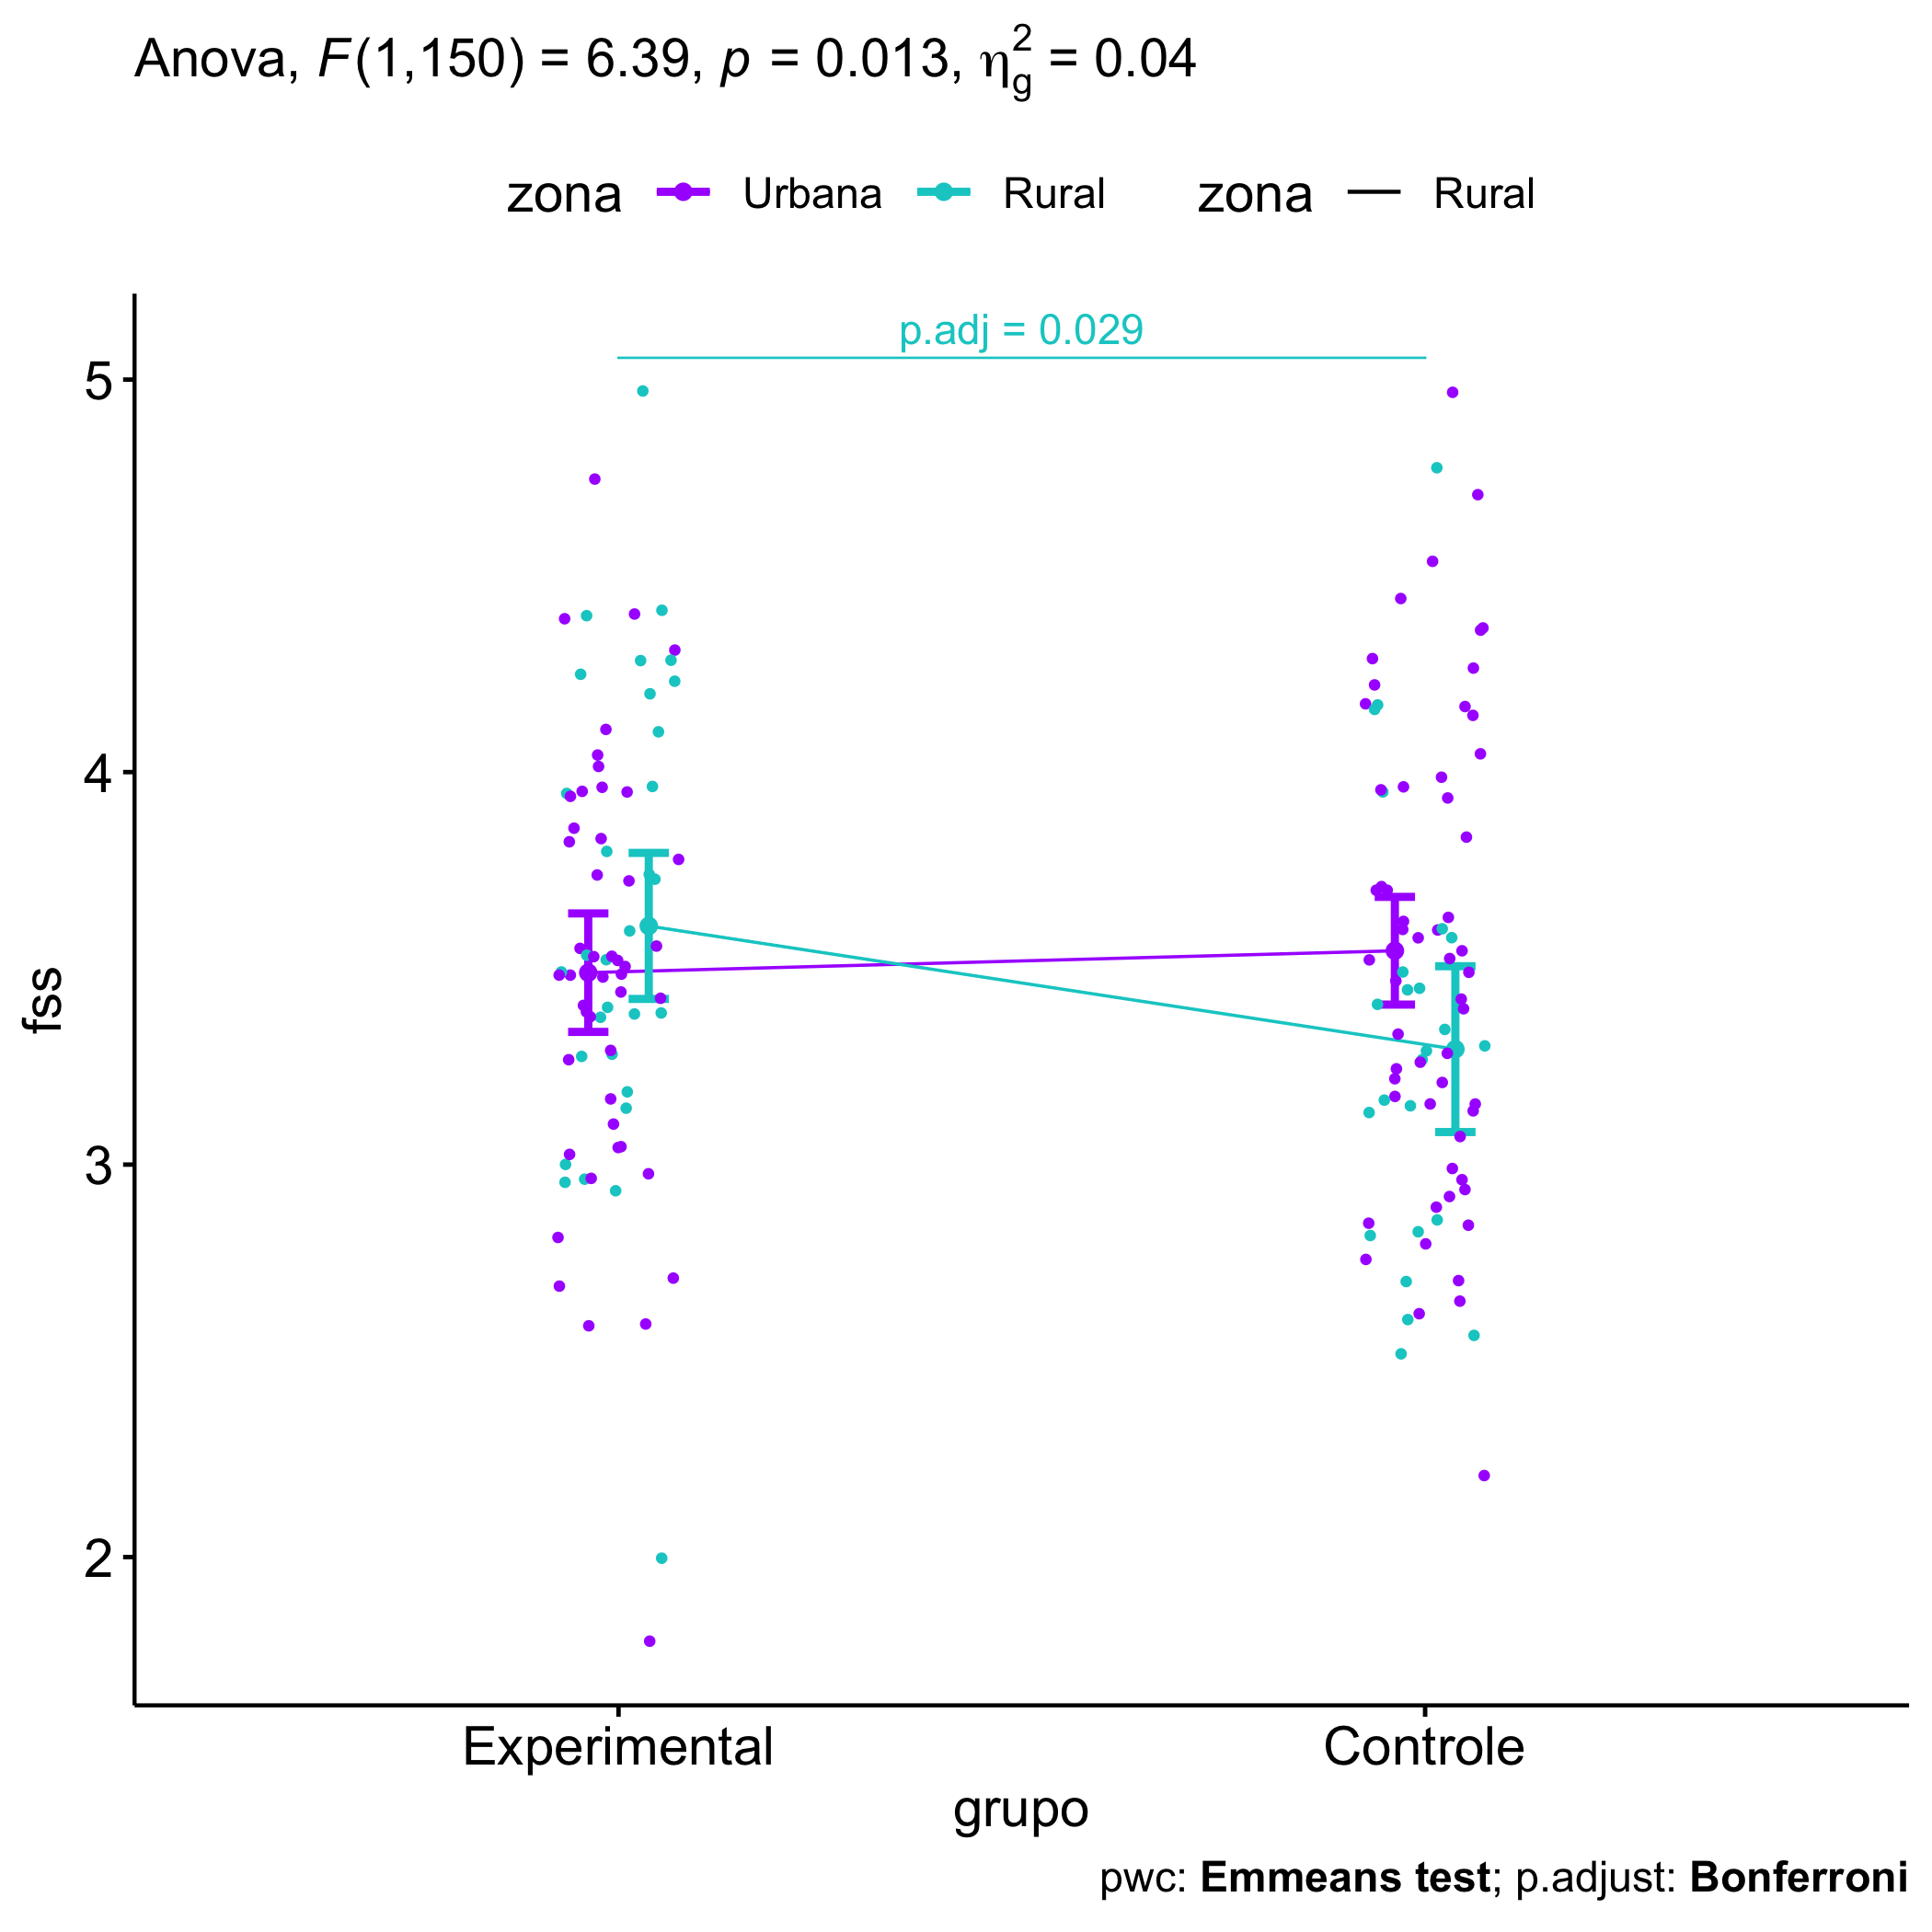 Anova, F(1,150) = 6.39, p = 0.013, η²g = 0.04
zona Urbana Rural zona Rural
p.adj = 0.029
5
4
3
2
fss
Experimental Controle
grupo
pwc: Emmeans test; p.adjust: Bonferroni